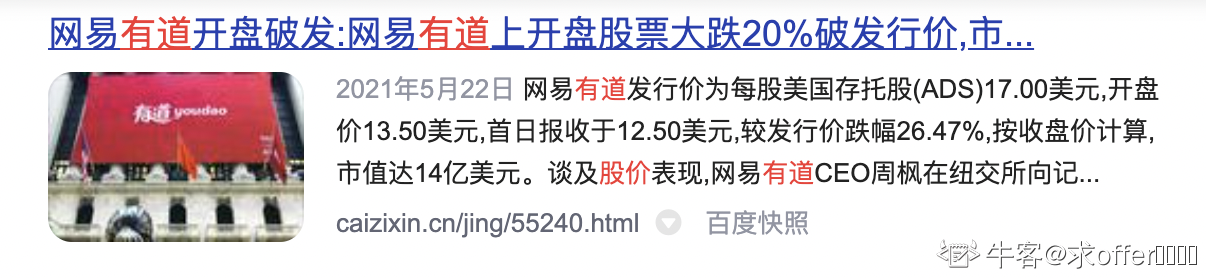 网易有道开盘破发:网易有道上开盘股票大跌20%破发行价,市...
有道 youdao
2021年5月22日 网易有道发行价为每股美国存托股(ADS)17.00美元,开盘
价13.50美元,首日报收于12.50美元,较发行价跌幅26.47%,按收盘价计算,
市值达14亿美元。谈及股价表现,网易有道CEO周枫在纽交所向记...
caizixin.cn/jing/55240.html 百度快照
牛客@求offer